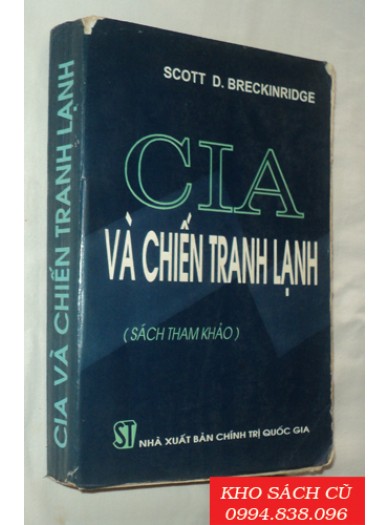 SCOTT D. BRECKINRIDGE
CIA
VÀ CHIẾN TRANH LẠNH
(SÁCH THAM KHẢO)
ST
NHÀ XUẤT BẢN CHÍNH TRỊ QUỐC GIA
CIA VÀ CHIẾN TRANH LẠNH
KHO SÁCH CŨ
0994.838.096